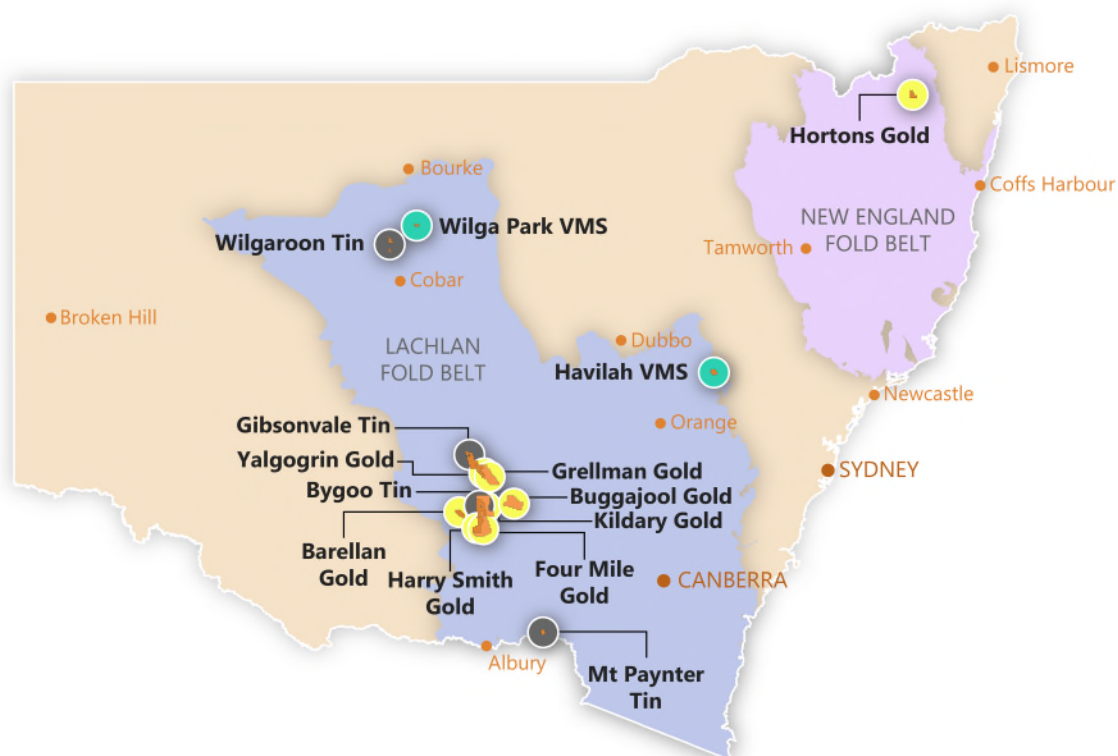 Lismore
Hortons Gold
Bourke
Coffs Harbour
NEW ENGLAND
FOLD BELT
Wilga Park VMS
Wilgaroon Tin
Tamworth
Cobar
Broken Hill
Dubbo
LACHLAN
FOLD BELT
Havilah VMS
Newcastle
Orange
Gibsonvale Tin
Yalgogrin Gold
Grellman Gold
SYDNEY
Bygoo Tin
Buggajool Gold
Kildary Gold
Barellan
Gold
Harry Smith
Gold
Four Mile
Gold
CANBERRA
Albury
Mt Paynter
Tin